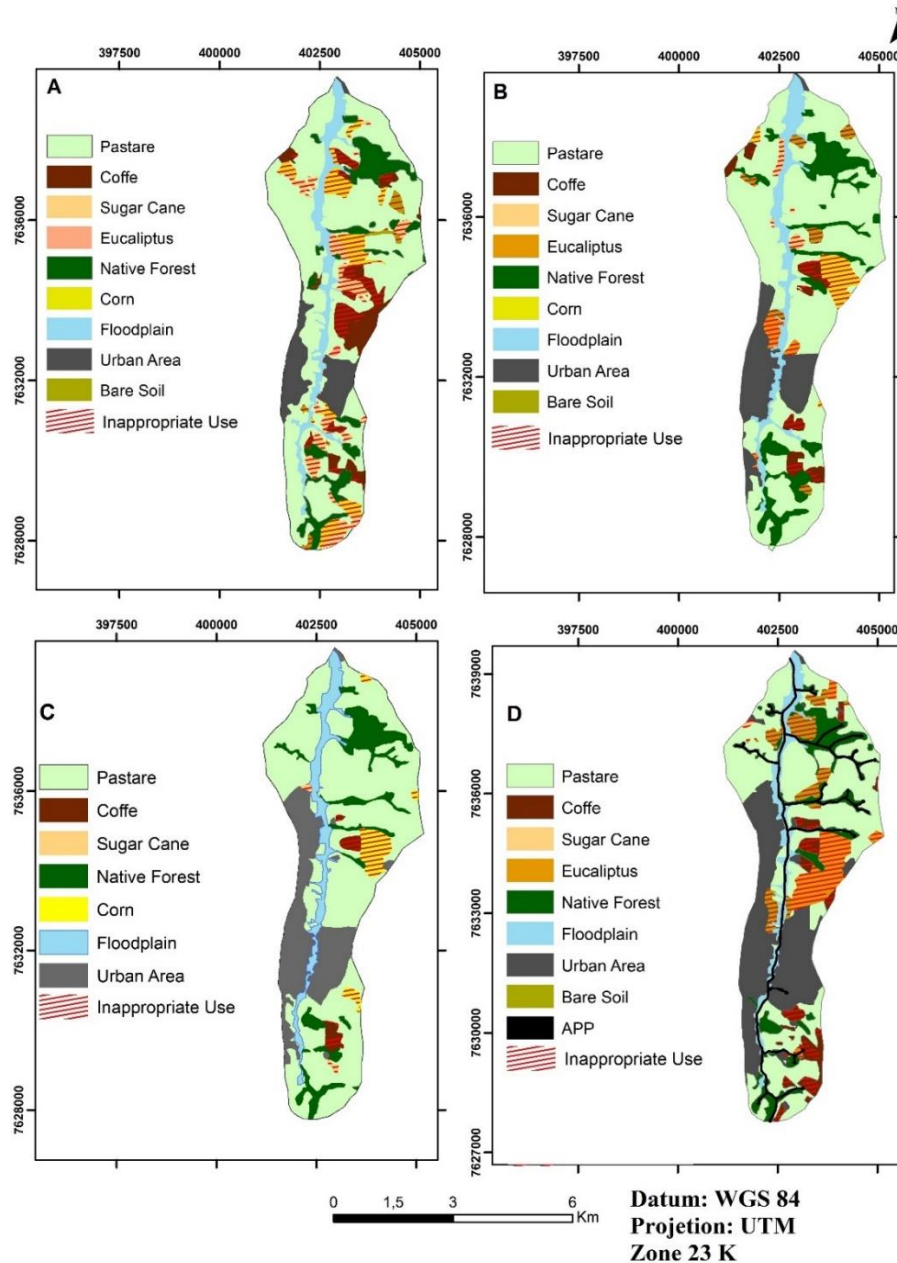 397500 400000 402500 405000
A
Pastare
Coffe
Sugar Cane
Eucaliptus
Native Forest
Corn
Floodplain
Urban Area
Bare Soil
Inappropriate Use
7636000
7632000
7628000
397500 400000 402500 405000
B
Pastare
Coffe
Sugar Cane
Eucaliptus
Native Forest
Corn
Floodplain
Urban Area
Bare Soil
Inappropriate Use
7636000
7632000
7628000
397500 400000 402500 405000
C
Pastare
Coffe
Sugar Cane
Native Forest
Corn
Floodplain
Urban Area
Inappropriate Use
7636000
7632000
7628000
397500 400000 402500 405000
D
Pastare
Coffe
Sugar Cane
Eucaliptus
Native Forest
Floodplain
Urban Area
Bare Soil
APP
Inappropriate Use
7639000
7636000
7633000
7630000
7627000
0 1,5 3 6
Km
Datum: WGS 84
Projetion: UTM
Zone 23 K